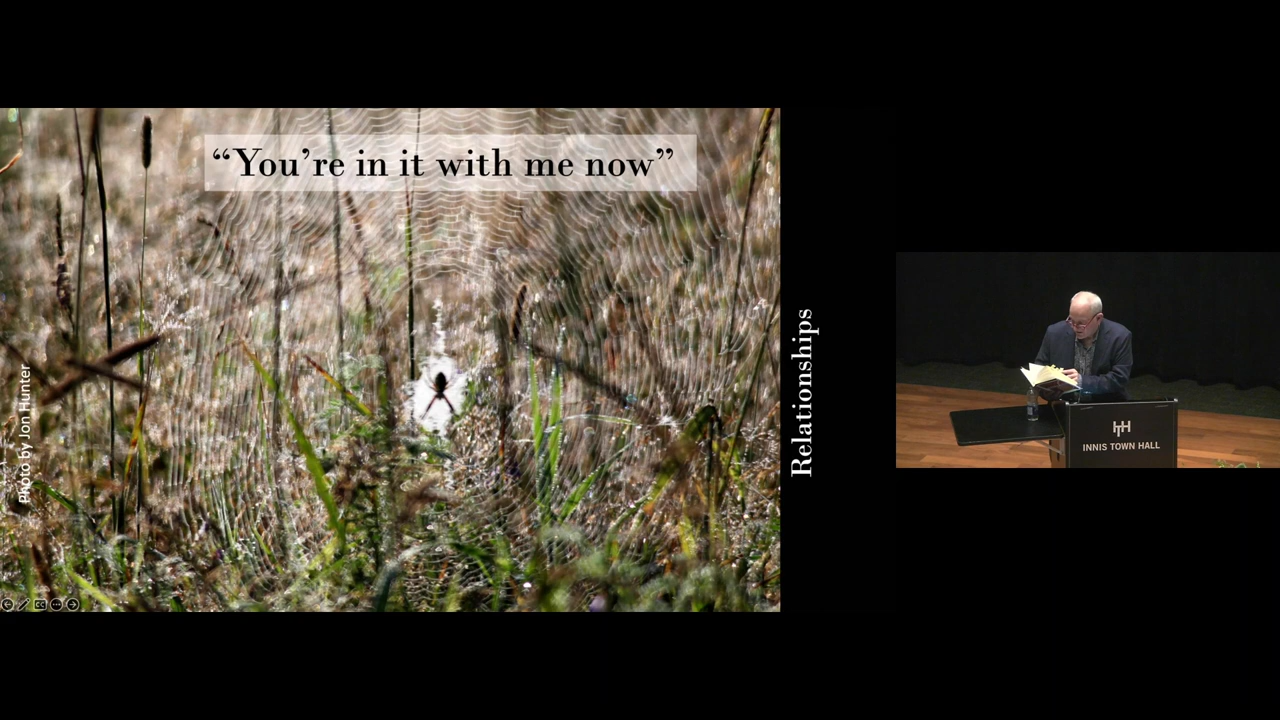 “You’re in it with me now”
Photo by Jon Hunter
Relationships
INNIS TOWN HALL